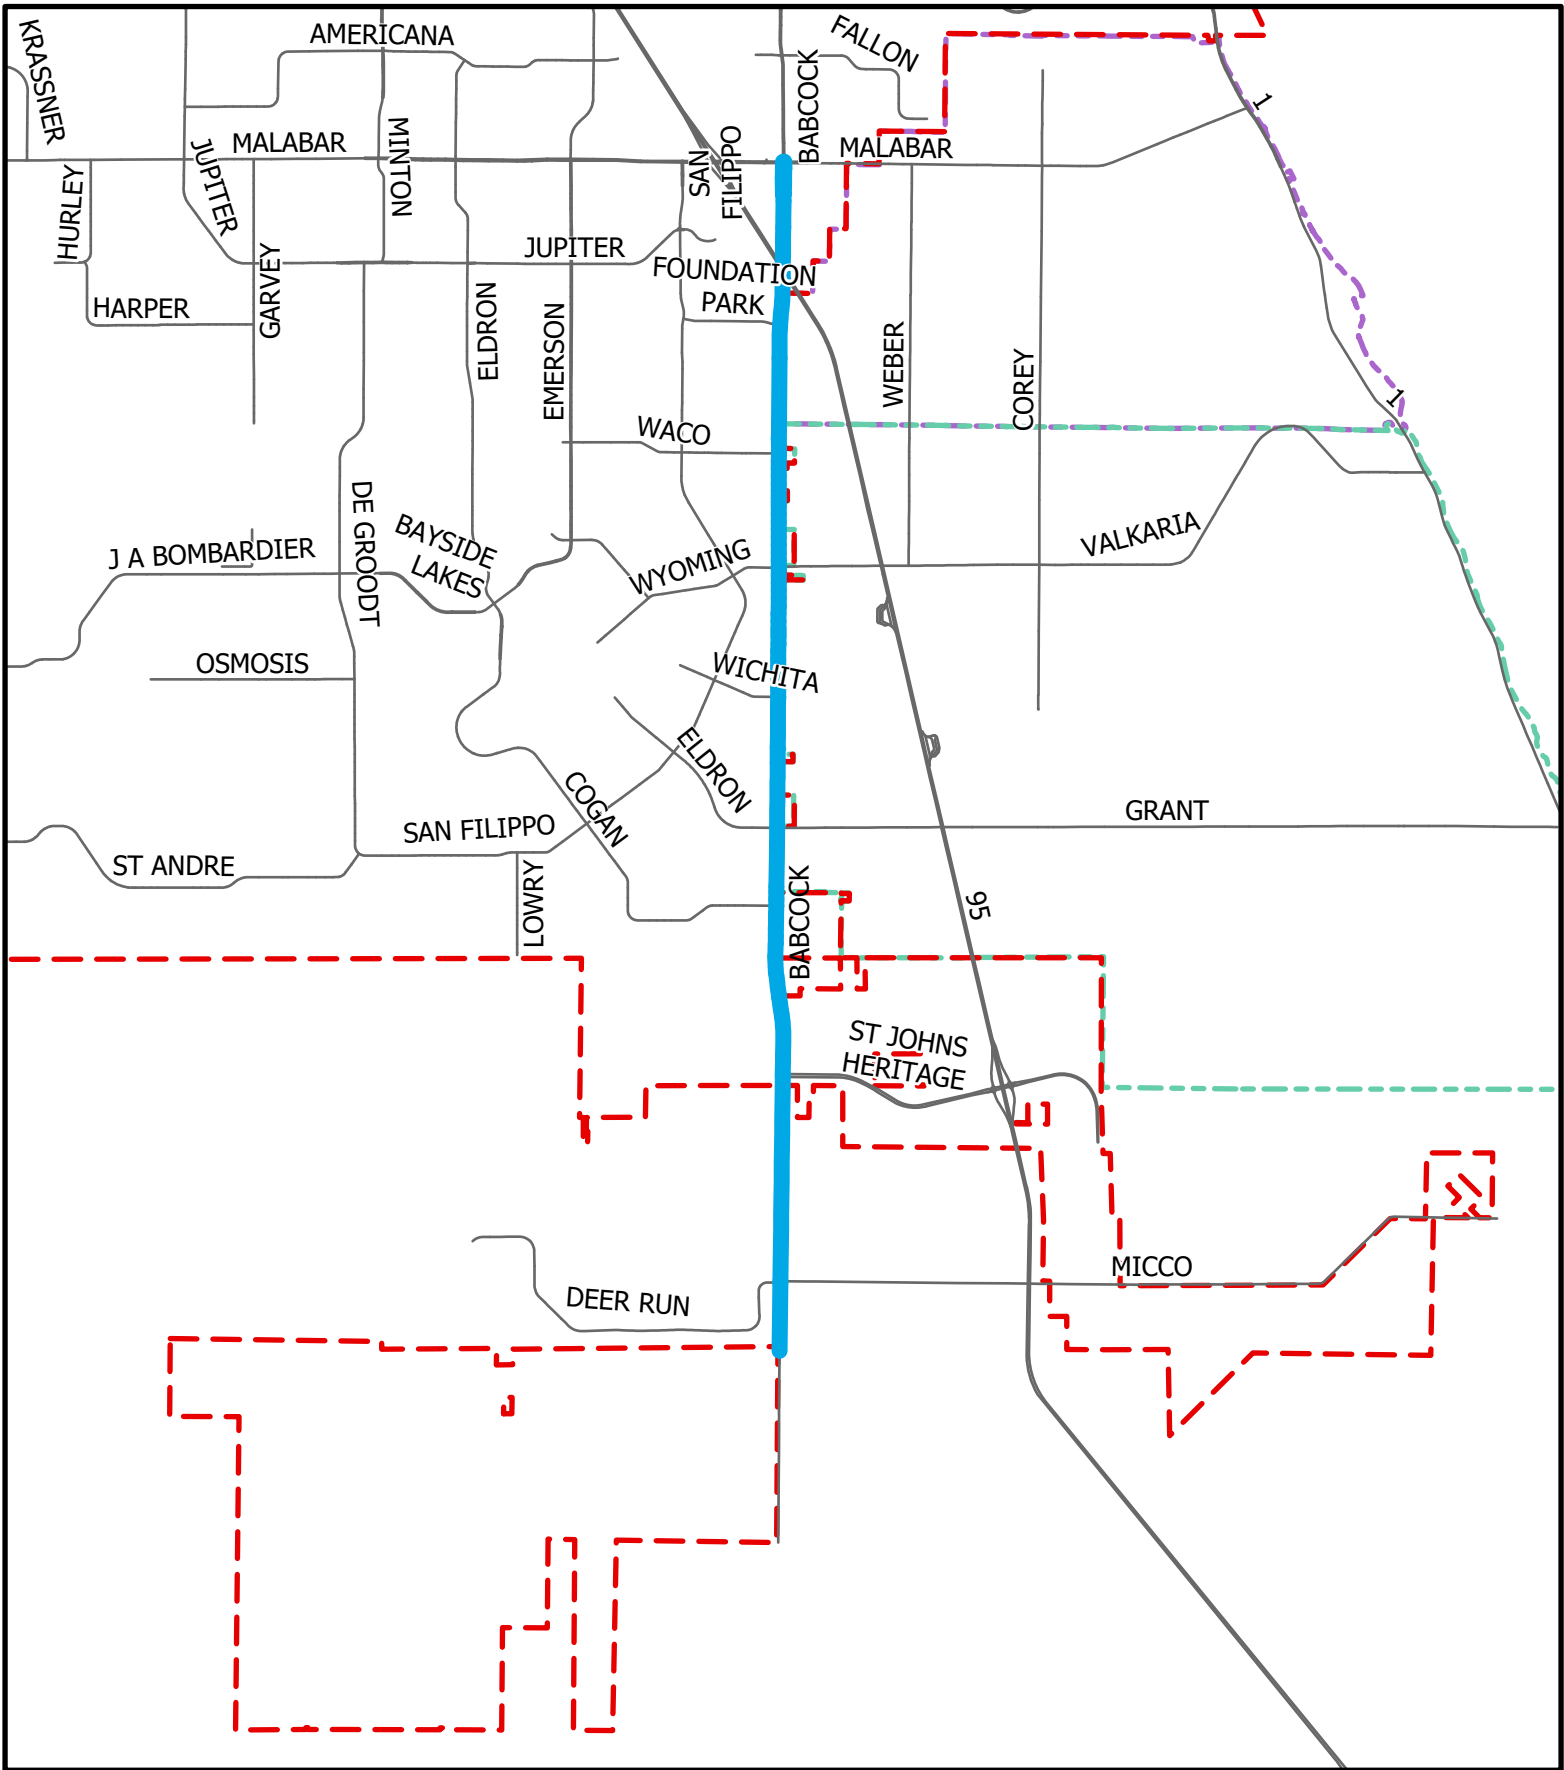 KRASSNER
AMERICANA
FALLON
BABCOCK
1
MALABAR
MINTON
MALABAR
JUPITER
SAN
FILIPPO
HURLEY
JUPITER
GARVEY
FOUNDATION
PARK
HARPER
ELDRON
EMERSON
WEBER
COREY
1
WACO
DE GROODT
BAYSIDE
LAKES
J A BOMBARDIER
WYOMING
VALKARIA
OSMOSIS
WICHITA
ELDRON
COGAN
GRANT
SAN FILIPPO
ST ANDRE
LOWRY
BABCOCK
95
ST JOHNS
HERITAGE
MICCO
DEER RUN